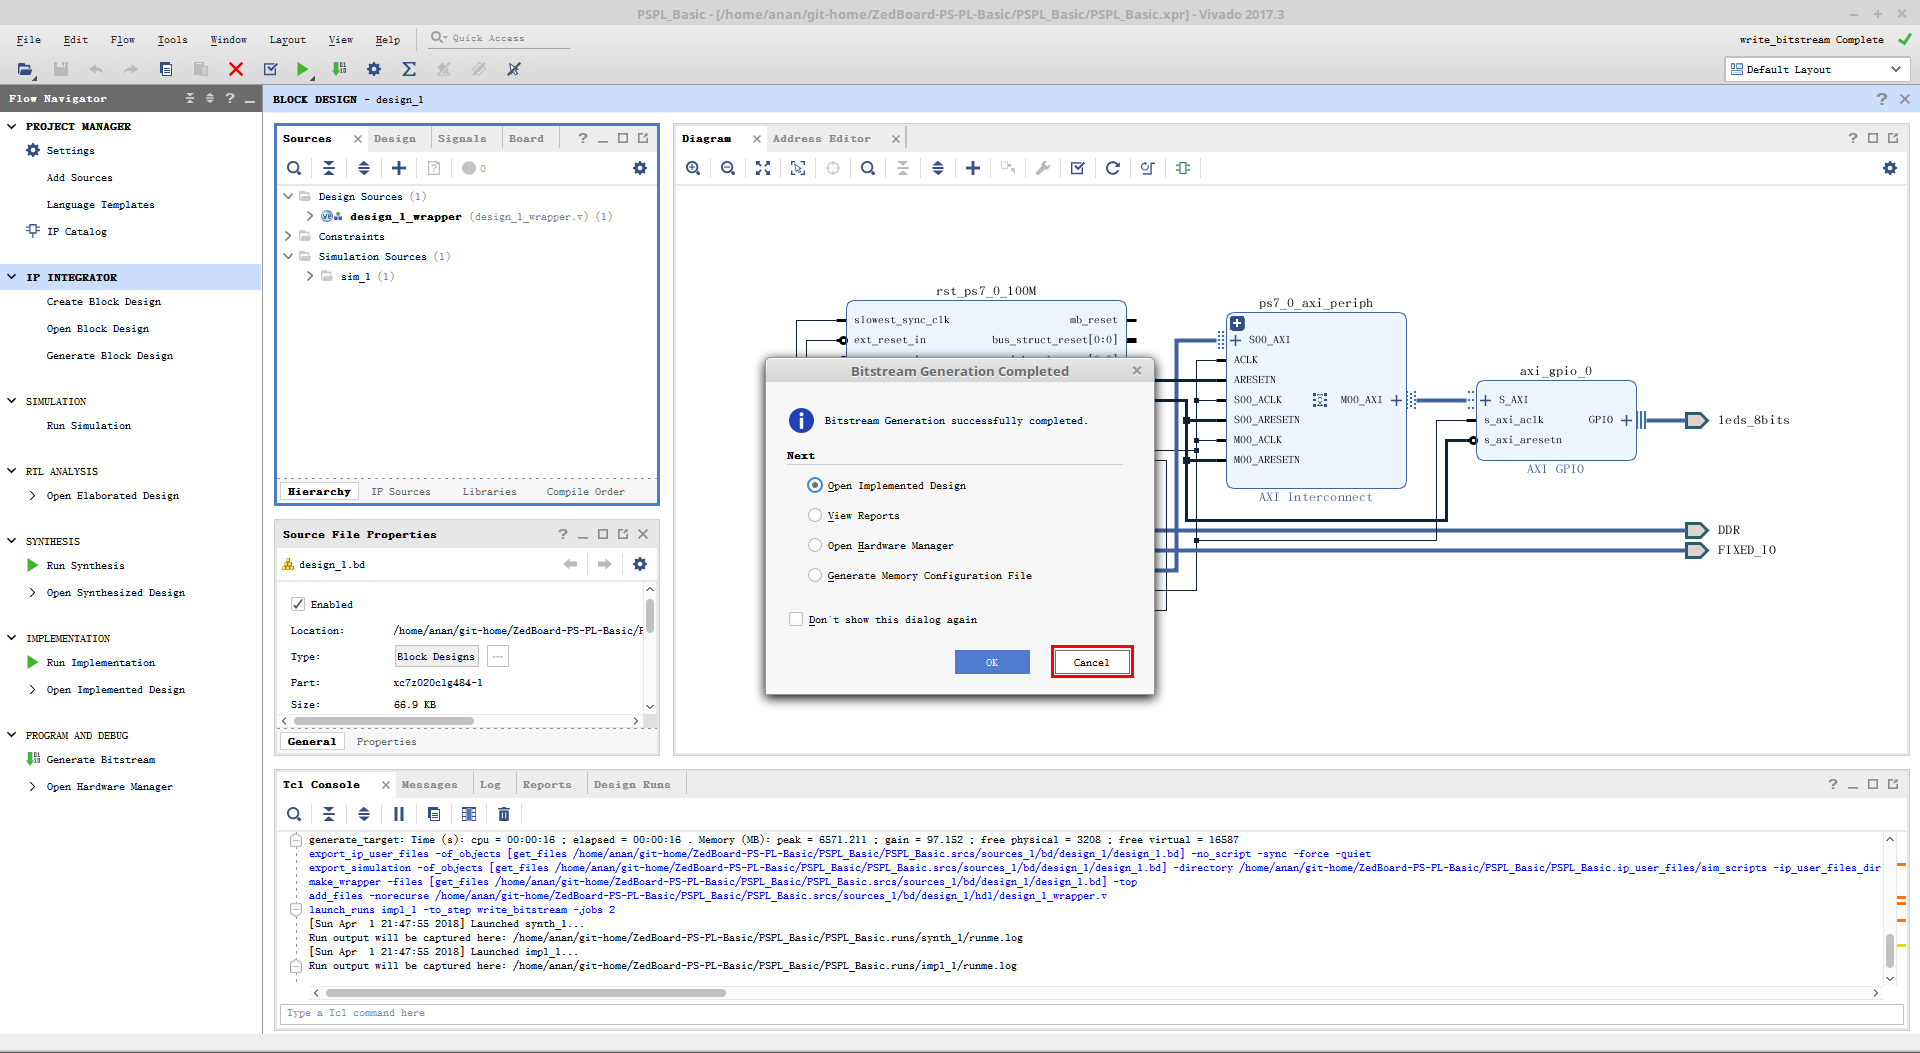 PSPL_Basic - [/home/anan/git-home/ZedBoard-PS-PL-Basic/PSPL_Basic/PSPL_Basic.xpr] - Vivado 2017.3
File Edit Flow Tools Window Layout View Help Quick Access
write_bitstream Complete
Default Layout
Flow Navigator
PROJECT MANAGER
Settings
Add Sources
Language Templates
IP Catalog
IP INTEGRATOR
Create Block Design
Open Block Design
Generate Block Design
SIMULATION
Run Simulation
RTL ANALYSIS
Open Elaborated Design
SYNTHESIS
Run Synthesis
Open Synthesized Design
IMPLEMENTATION
Run Implementation
Open Implemented Design
PROGRAM AND DEBUG
Generate Bitstream
Open Hardware Manager
BLOCK DESIGN - design_1
Sources Design Signals Board
0
Design Sources (1)
design_1_wrapper (design_1_wrapper.v) (1)
Constraints
Simulation Sources (1)
sim_1 (1)
Hierarchy IP Sources Libraries Compile Order
Source File Properties
design_1.bd
Enabled
Location: /home/anan/git-home/ZedBoard-PS-PL-Basic/P
Type: Block Designs
Part: xc7z020clg484-1
Size: 66.9 KB
General Properties
Diagram Address Editor
rst_ps7_0_100M
slowest_sync_clk mb_reset
ext_reset_in bus_struct_reset[0:0]
ps7_0_axi_periph
S00_AXI
ACLK
ARESETN
S00_ACLK M00_AXI
S00_ARESETN
M00_ACLK
M00_ARESETN
AXI Interconnect
axi_gpio_0
S_AXI
s_axi_aclk GPIO
s_axi_aresetn
AXI GPIO
leds_8bits
DDR
FIXED_IO
Bitstream Generation Completed
Bitstream Generation successfully completed.
Next
Open Implemented Design
View Reports
Open Hardware Manager
Generate Memory Configuration File
Don't show this dialog again
OK Cancel
Tcl Console Messages Log Reports Design Runs
generate_target: Time (s): cpu = 00:00:16 ; elapsed = 00:00:16 . Memory (MB): peak = 6571.211 ; gain = 97.152 ; free physical = 3208 ; free virtual = 16587
export_ip_user_files -of_objects [get_files /home/anan/git-home/ZedBoard-PS-PL-Basic/PSPL_Basic/PSPL_Basic.srcs/sources_1/bd/design_1/design_1.bd] -no_script -sync -force -quiet
export_simulation -of_objects [get_files /home/anan/git-home/ZedBoard-PS-PL-Basic/PSPL_Basic/PSPL_Basic.srcs/sources_1/bd/design_1/design_1.bd] -directory /home/anan/git-home/ZedBoard-PS-PL-Basic/PSPL_Basic/PSPL_Basic.ip_user_files/sim_scripts -ip_user_files_dir
make_wrapper -files [get_files /home/anan/git-home/ZedBoard-PS-PL-Basic/PSPL_Basic/PSPL_Basic.srcs/sources_1/bd/design_1/design_1.bd] -top
add_files -norecurse /home/anan/git-home/ZedBoard-PS-PL-Basic/PSPL_Basic/PSPL_Basic.srcs/sources_1/bd/design_1/hdl/design_1_wrapper.v
launch_runs impl_1 -to_step write_bitstream -jobs 2
[Sun Apr  1 21:47:55 2018] Launched synth_1...
Run output will be captured here: /home/anan/git-home/ZedBoard-PS-PL-Basic/PSPL_Basic/PSPL_Basic.runs/synth_1/runme.log
[Sun Apr  1 21:47:55 2018] Launched impl_1...
Run output will be captured here: /home/anan/git-home/ZedBoard-PS-PL-Basic/PSPL_Basic/PSPL_Basic.runs/impl_1/runme.log
Type a Tcl command here